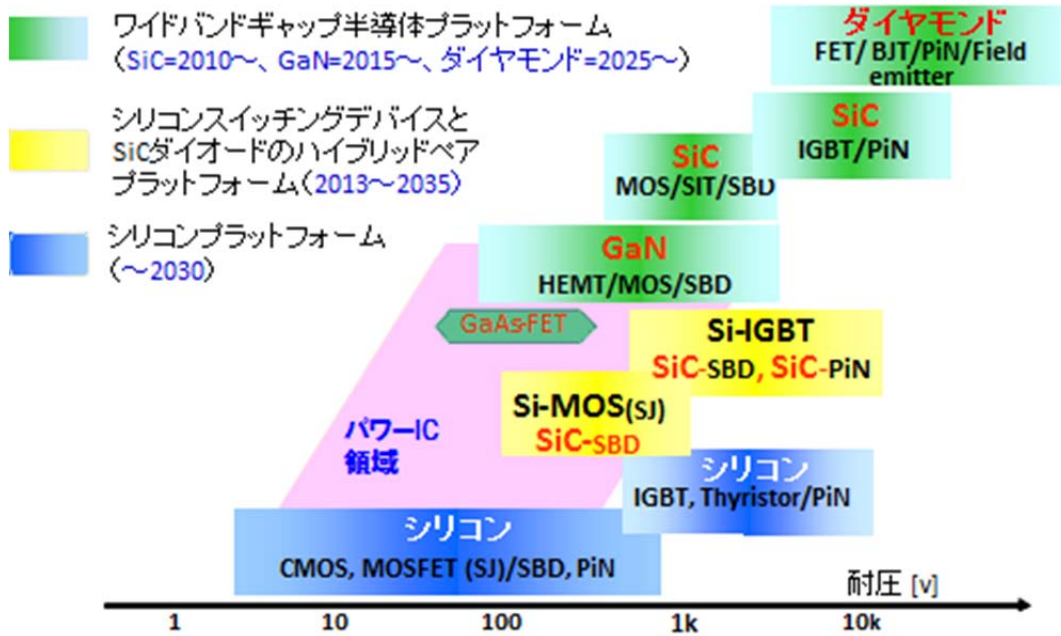 ワイドバンドギャップ半導体プラットフォーム
(SiC=2010～、GaN=2015～、ダイヤモンド=2025～)
シリコンスイッチングデバイスと
SiCダイオードのハイブリッドペア
プラットフォーム(2013～2035)
シリコンプラットフォーム
(～2030)
ダイヤモンド
FET/ BJT/PiN/Field
emitter
SiC
IGBT/PiN
SiC
MOS/SIT/SBD
GaN
HEMT/MOS/SBD
GaAs-FET
Si-IGBT
SiC-SBD, SiC-PiN
Si-MOS(SJ)
SiC-SBD
パワーIC
領域
シリコン
IGBT, Thyristor/PiN
シリコン
CMOS, MOSFET (SJ)/SBD, PiN
耐圧 [v]
1 10 100 1k 10k